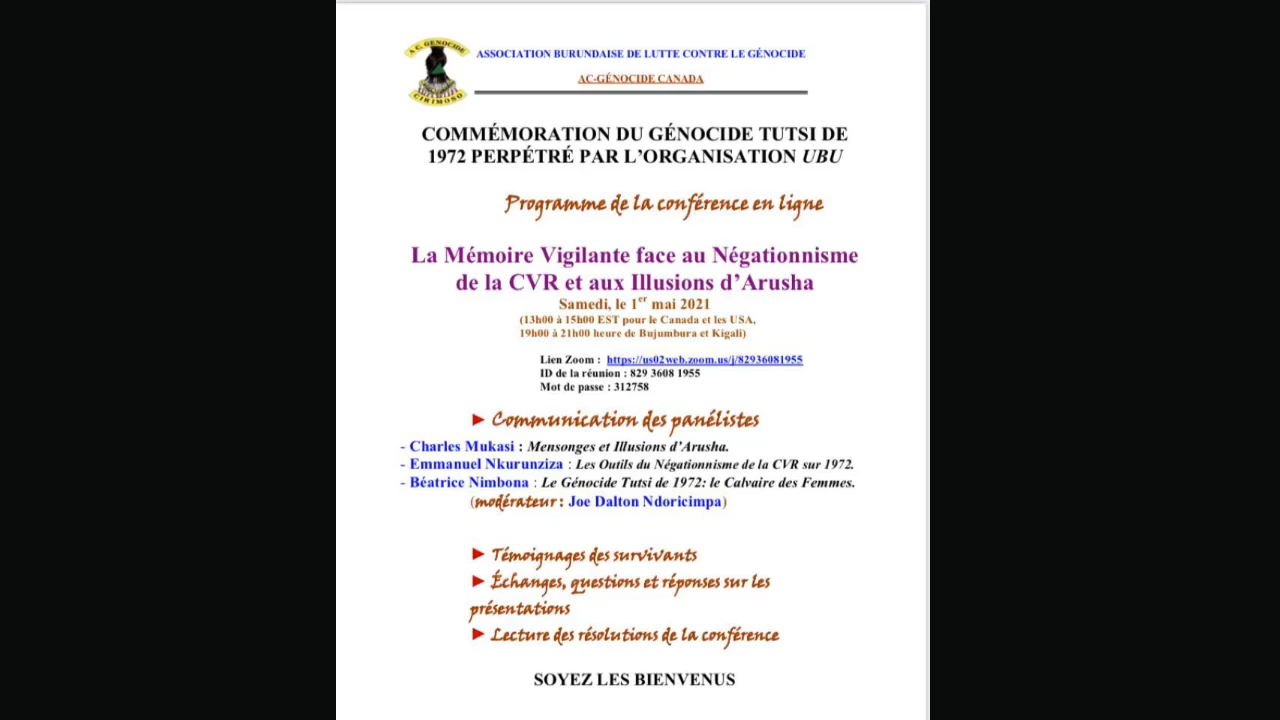 A.C. GENOCIDE
CIRIMOSO
ASSOCIATION BURUNDAISE DE LUTTE CONTRE LE GÉNOCIDE
AC-GÉNOCIDE CANADA
COMMÉMORATION DU GÉNOCIDE TUTSI DE
1972 PERPÉTRÉ PAR L'ORGANISATION UBU
Programme de la conférence en ligne
La Mémoire Vigilante face au Négationnisme
de la CVR et aux Illusions d'Arusha
Samedi, le 1er mai 2021
(13h00 à 15h00 EST pour le Canada et les USA,
19h00 à 21h00 heure de Bujumbura et Kigali)
Lien Zoom : https://us02web.zoom.us/j/82936081955
ID de la réunion : 829 3608 1955
Mot de passe : 312758
► Communication des panélistes
- Charles Mukasi : Mensonges et Illusions d'Arusha.
- Emmanuel Nkurunziza : Les Outils du Négationnisme de la CVR sur 1972.
- Béatrice Nimbona : Le Génocide Tutsi de 1972: le Calvaire des Femmes.
(modérateur : Joe Dalton Ndoricimpa)
► Témoignages des survivants
► Échanges, questions et réponses sur les
présentations
► Lecture des résolutions de la conférence
SOYEZ LES BIENVENUS